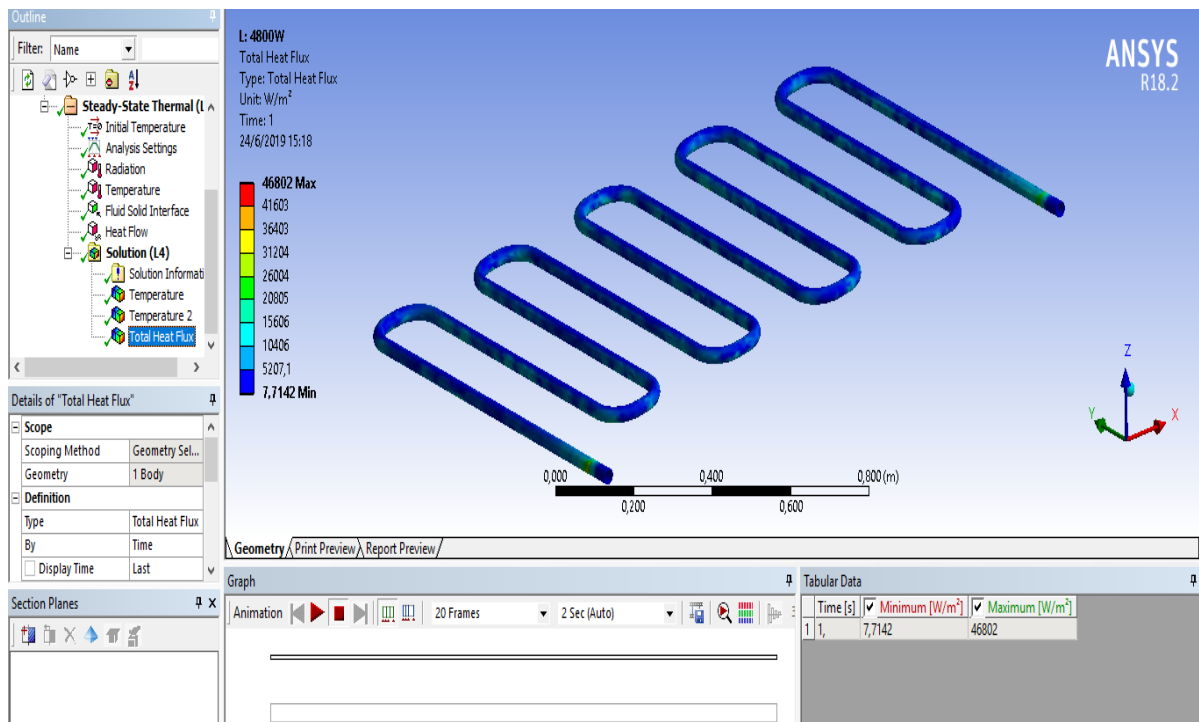 Outline
Filter: Name
Steady-State Thermal (L
Initial Temperature
Analysis Settings
Radiation
Temperature
Fluid Solid Interface
Heat Flow
Solution (L4)
Solution Informati
Temperature
Temperature 2
Total Heat Flux
Details of "Total Heat Flux"
Scope
Scoping Method Geometry Sel...
Geometry 1 Body
Definition
Type Total Heat Flux
By Time
Display Time Last
Section Planes
L: 4800W
Total Heat Flux
Type: Total Heat Flux
Unit: W/m²
Time: 1
24/6/2019 15:18
46802 Max
41603
36403
31204
26004
20805
15606
10406
5207,1
7,7142 Min
ANSYS
R18.2
Z
Y
X
0,000 0,400 0,800 (m)
0,200 0,600
Geometry Print Preview Report Preview
Graph
Animation 20 Frames 2 Sec (Auto)
Tabular Data
Time [s] Minimum [W/m²] Maximum [W/m²]
1 1, 7,7142 46802